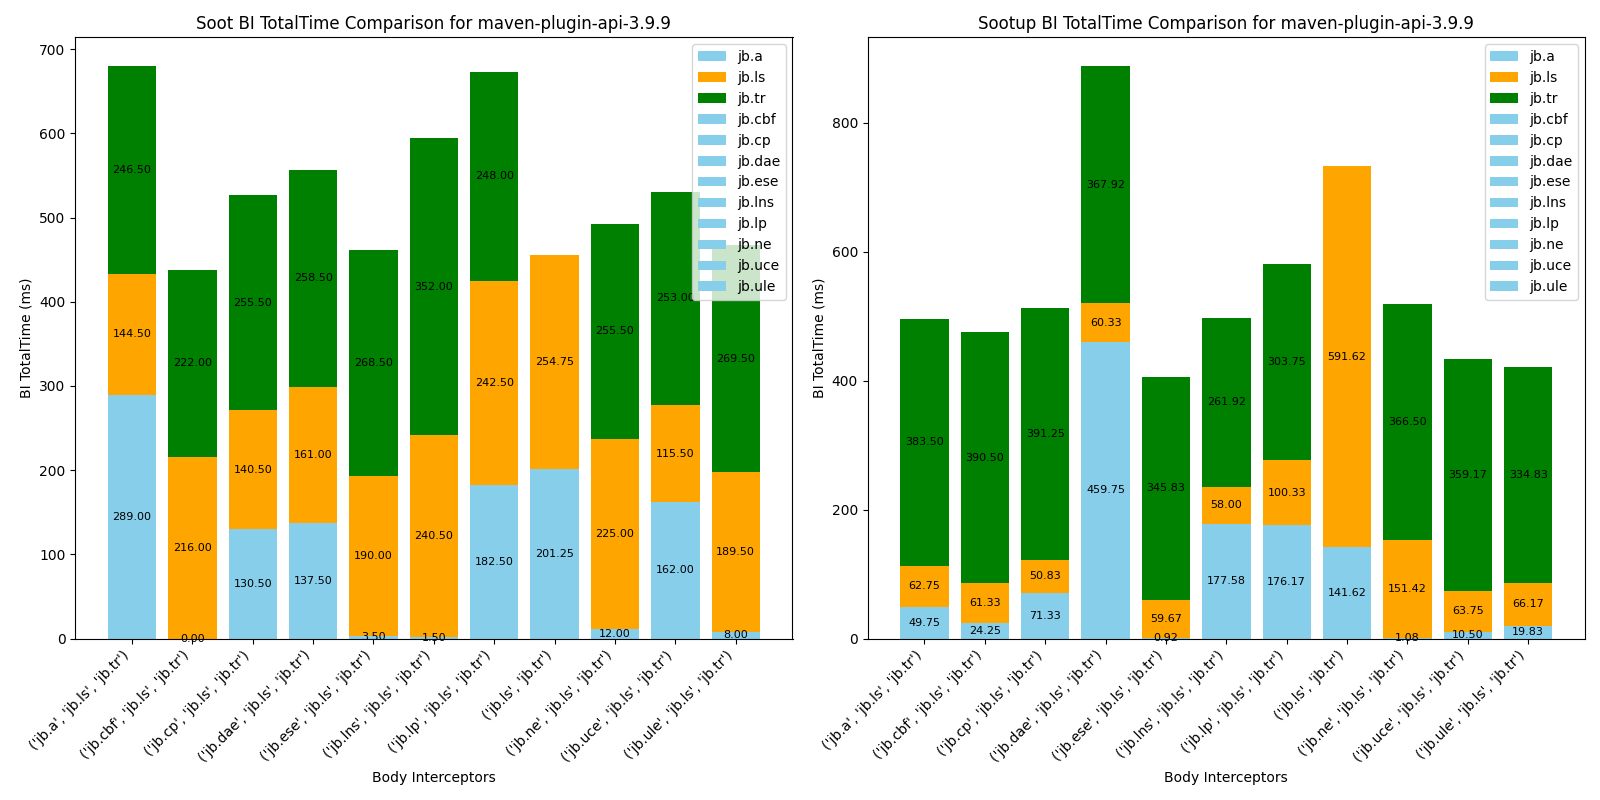 Soot BI TotalTime Comparison for maven-plugin-api-3.9.9
BI TotalTime (ms)
700
600
500
400
300
200
100
0
246.50
144.50
289.00
222.00
216.00
0.00
255.50
140.50
130.50
258.50
161.00
137.50
268.50
190.00
3.50
352.00
240.50
1.50
248.00
242.50
182.50
254.75
201.25
255.50
225.00
12.00
253.00
115.50
162.00
269.50
189.50
8.00
jb.a
jb.ls
jb.tr
jb.cbf
jb.cp
jb.dae
jb.ese
jb.lns
jb.lp
jb.ne
jb.uce
jb.ule
('jb.a', 'jb.ls', 'jb.tr')
('jb.cbf', 'jb.ls', 'jb.tr')
('jb.cp', 'jb.ls', 'jb.tr')
('jb.dae', 'jb.ls', 'jb.tr')
('jb.ese', 'jb.ls', 'jb.tr')
('jb.lns', 'jb.ls', 'jb.tr')
('jb.lp', 'jb.ls', 'jb.tr')
('jb.ls', 'jb.tr')
('jb.ne', 'jb.ls', 'jb.tr')
('jb.uce', 'jb.ls', 'jb.tr')
('jb.ule', 'jb.ls', 'jb.tr')
Body Interceptors
Sootup BI TotalTime Comparison for maven-plugin-api-3.9.9
BI TotalTime (ms)
800
600
400
200
0
383.50
62.75
49.75
390.50
61.33
24.25
391.25
50.83
71.33
367.92
60.33
459.75
345.83
59.67
0.92
261.92
58.00
177.58
303.75
100.33
176.17
591.62
141.62
366.50
151.42
1.08
359.17
63.75
10.50
334.83
66.17
19.83
jb.a
jb.ls
jb.tr
jb.cbf
jb.cp
jb.dae
jb.ese
jb.lns
jb.lp
jb.ne
jb.uce
jb.ule
('jb.a', 'jb.ls', 'jb.tr')
('jb.cbf', 'jb.ls', 'jb.tr')
('jb.cp', 'jb.ls', 'jb.tr')
('jb.dae', 'jb.ls', 'jb.tr')
('jb.ese', 'jb.ls', 'jb.tr')
('jb.lns', 'jb.ls', 'jb.tr')
('jb.lp', 'jb.ls', 'jb.tr')
('jb.ls', 'jb.tr')
('jb.ne', 'jb.ls', 'jb.tr')
('jb.uce', 'jb.ls', 'jb.tr')
('jb.ule', 'jb.ls', 'jb.tr')
Body Interceptors